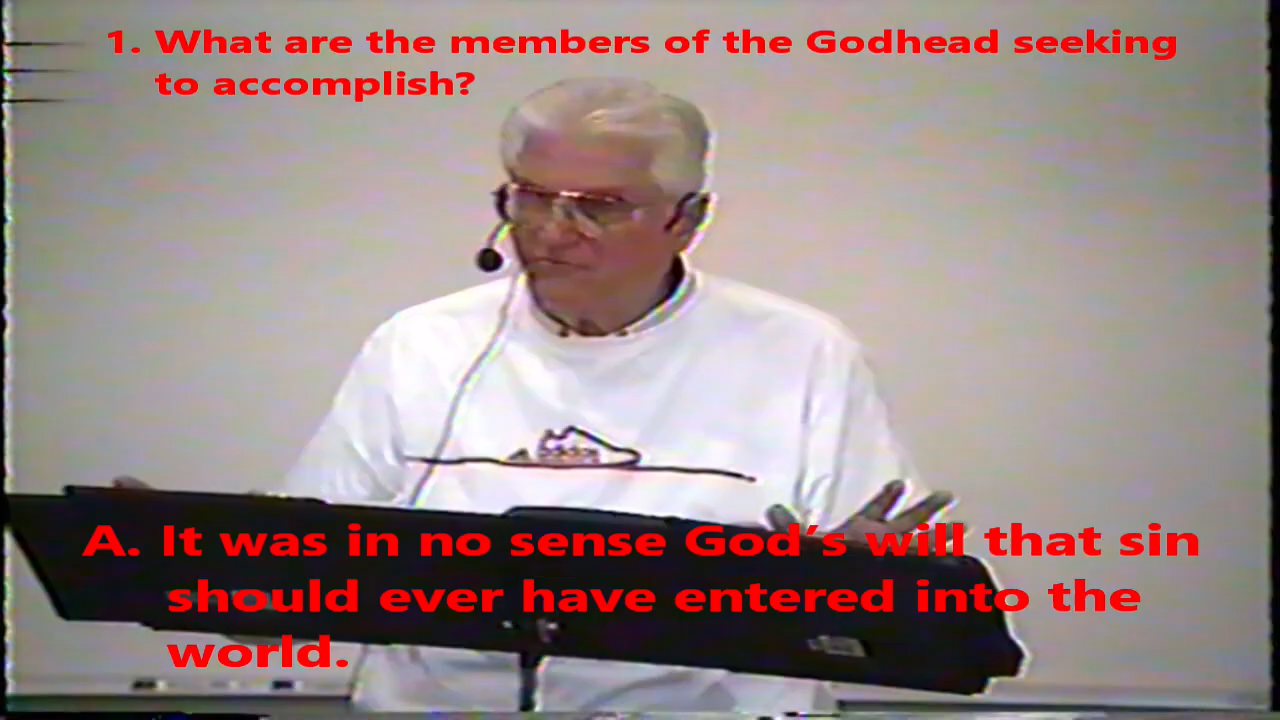 1. What are the members of the Godhead seeking
to accomplish?
A. It was in no sense God's will that sin
should ever have entered into the
world.